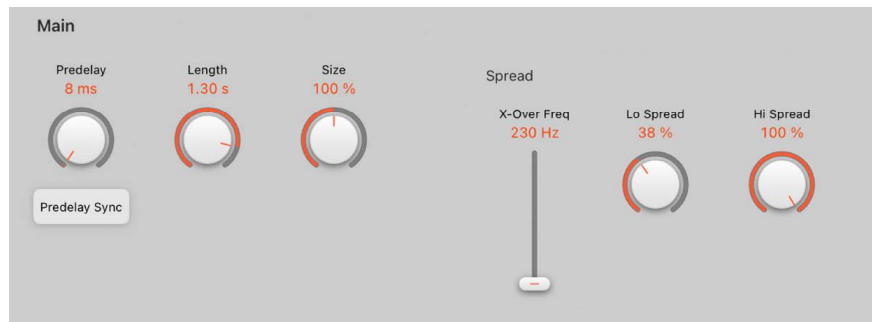 Main
Predelay
8 ms
Length
1.30 s
Size
100 %
Predelay Sync
Spread
X-Over Freq
230 Hz
Lo Spread
38 %
Hi Spread
100 %